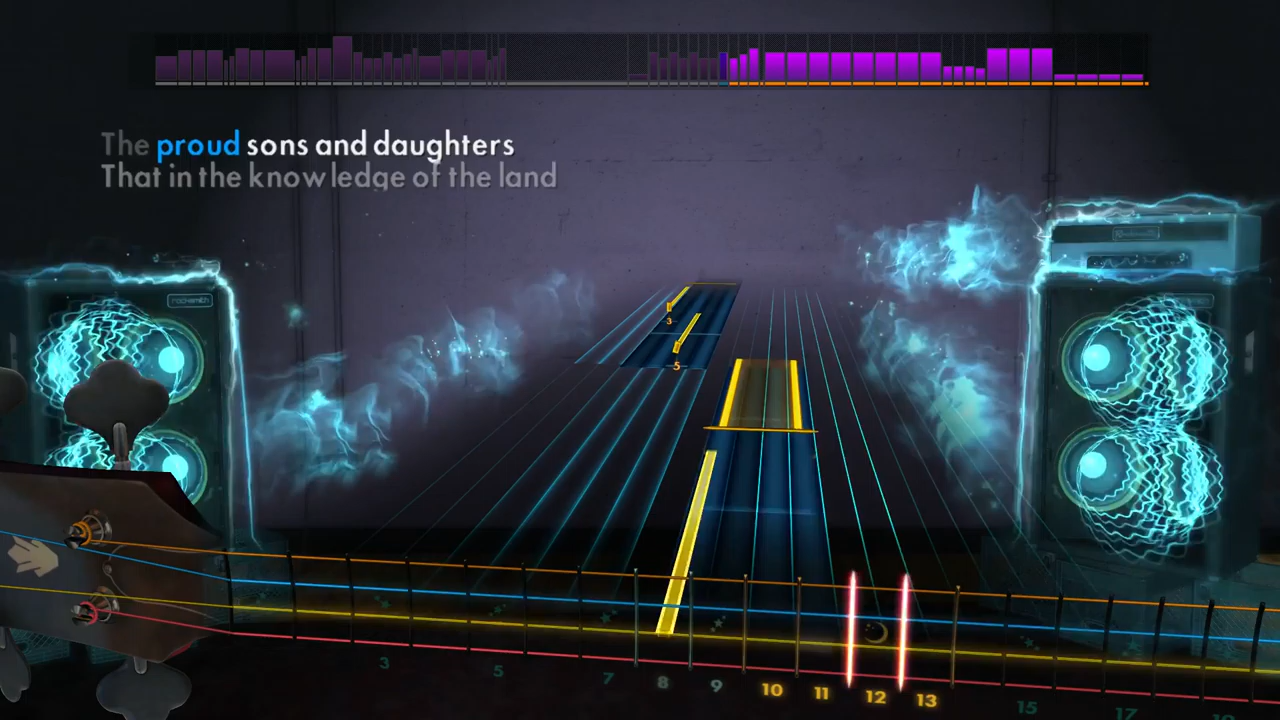 The proud sons and daughters
That in the knowledge of the land
rocksmith
3
5
3 5 7 8 9 10 11 12 13 15 17